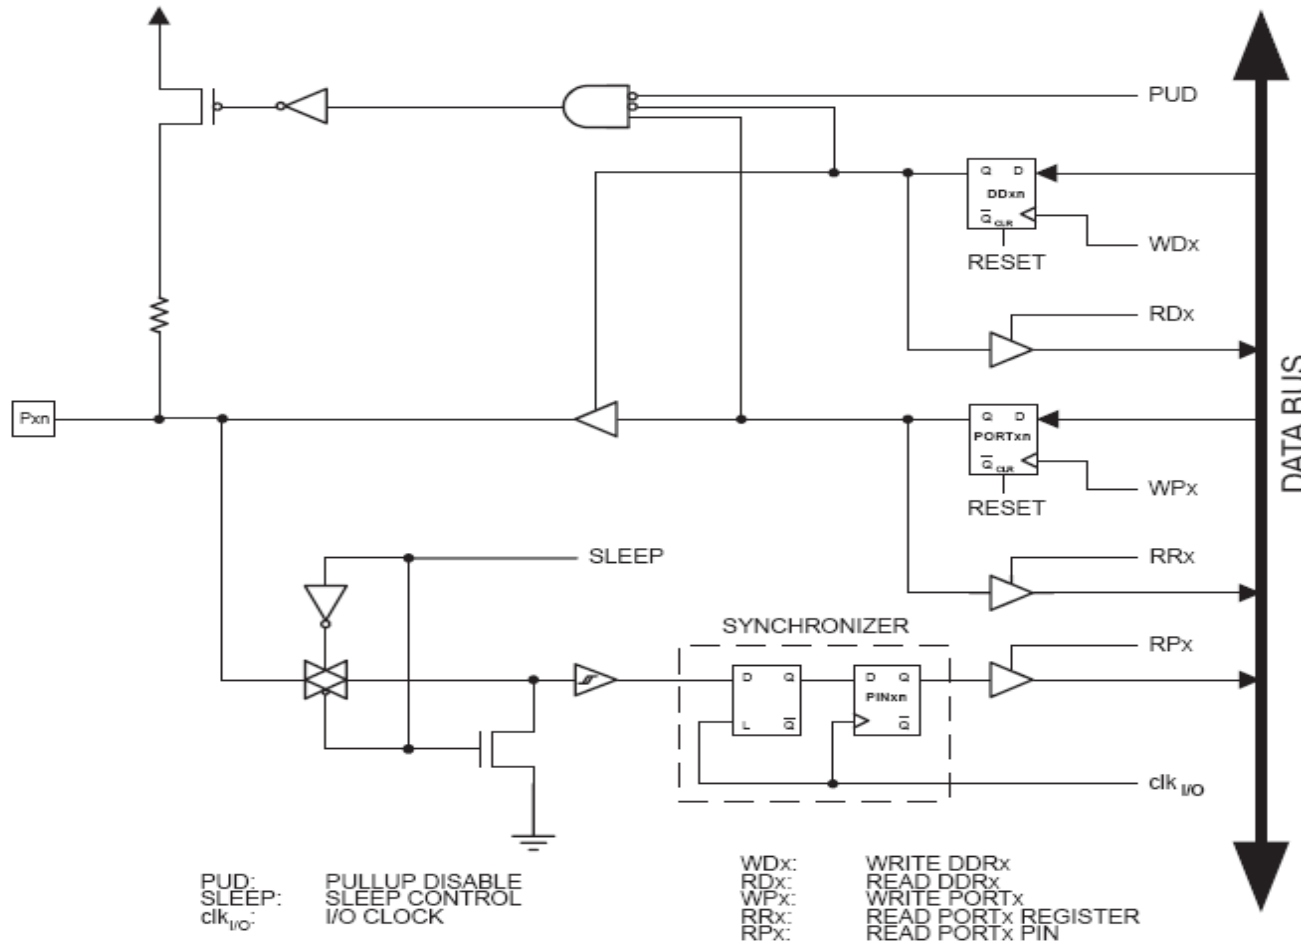 PUD
Q D
DDxn
Q CLR
WDx
RESET
RDx
Pxn
Q D
PORTxn
Q CLR
WPx
RESET
DATA BUS
SLEEP
RRx
SYNCHRONIZER
RPx
D Q
L Q
D Q
PINxn
Q
clk I/O
PUD: PULLUP DISABLE
SLEEP: SLEEP CONTROL
clk I/O: I/O CLOCK
WDx: WRITE DDRx
RDx: READ DDRx
WPx: WRITE PORTx
RRx: READ PORTx REGISTER
RPx: READ PORTx PIN